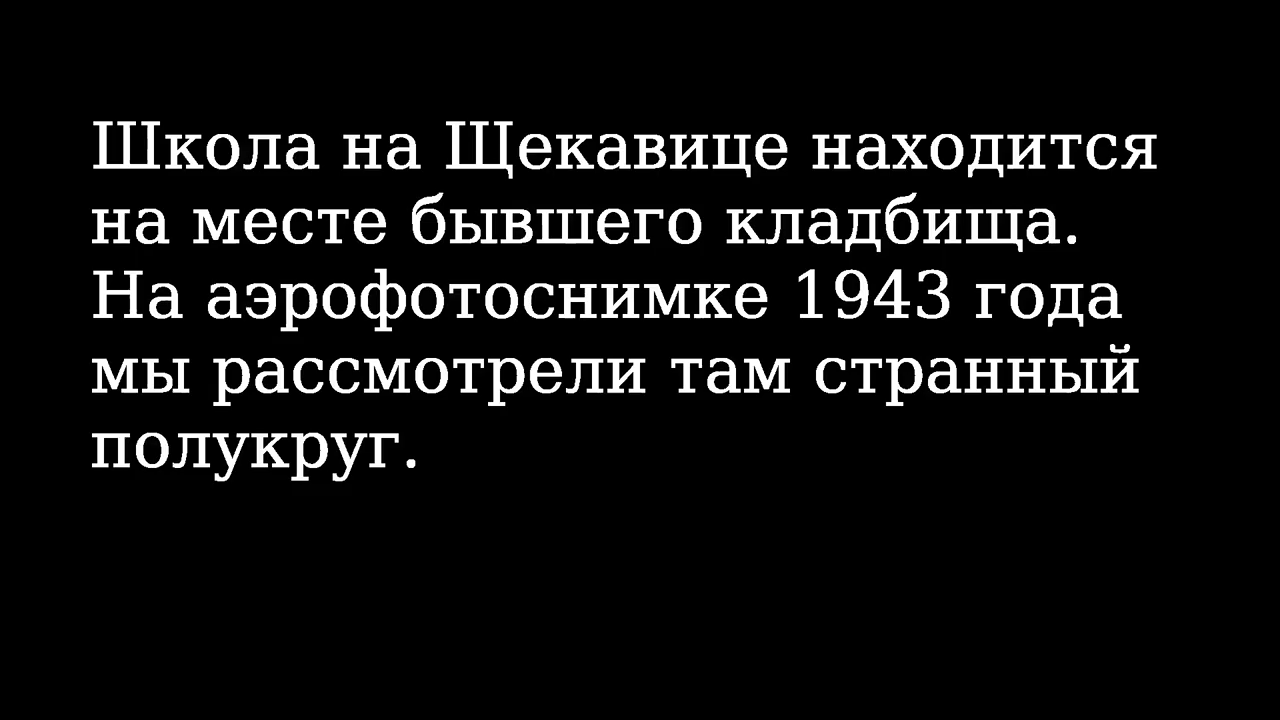 Школа на Щекавице находится
на месте бывшего кладбища.
На аэрофотоснимке 1943 года
мы рассмотрели там странный
полукруг.